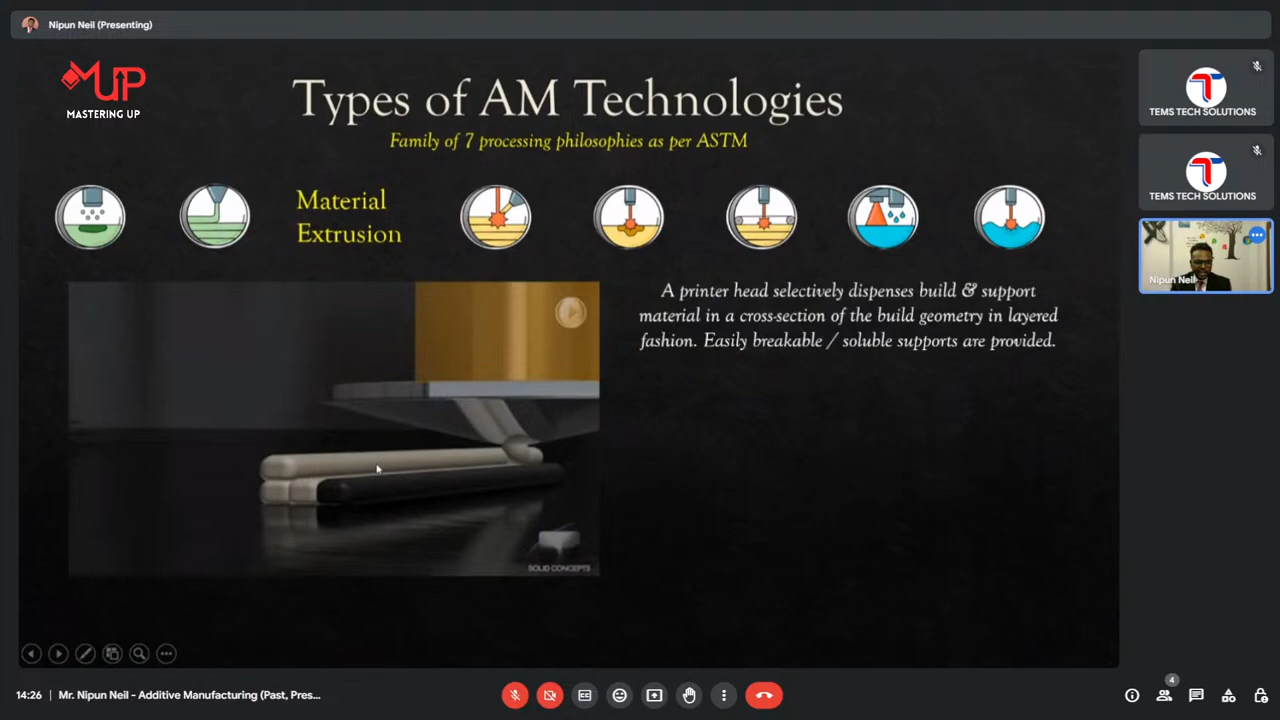 Nipun Neil (Presenting)
MUP
MASTERING UP
Types of AM Technologies
Family of 7 processing philosophies as per ASTM
Material
Extrusion
A printer head selectively dispenses build & support
material in a cross-section of the build geometry in layered
fashion. Easily breakable / soluble supports are provided.
SOLID CONCEPTS
TEMS TECH SOLUTIONS
TEMS TECH SOLUTIONS
Nipun Neil
14:26 | Mr. Nipun Neil - Additive Manufacturing (Past, Pres...
4